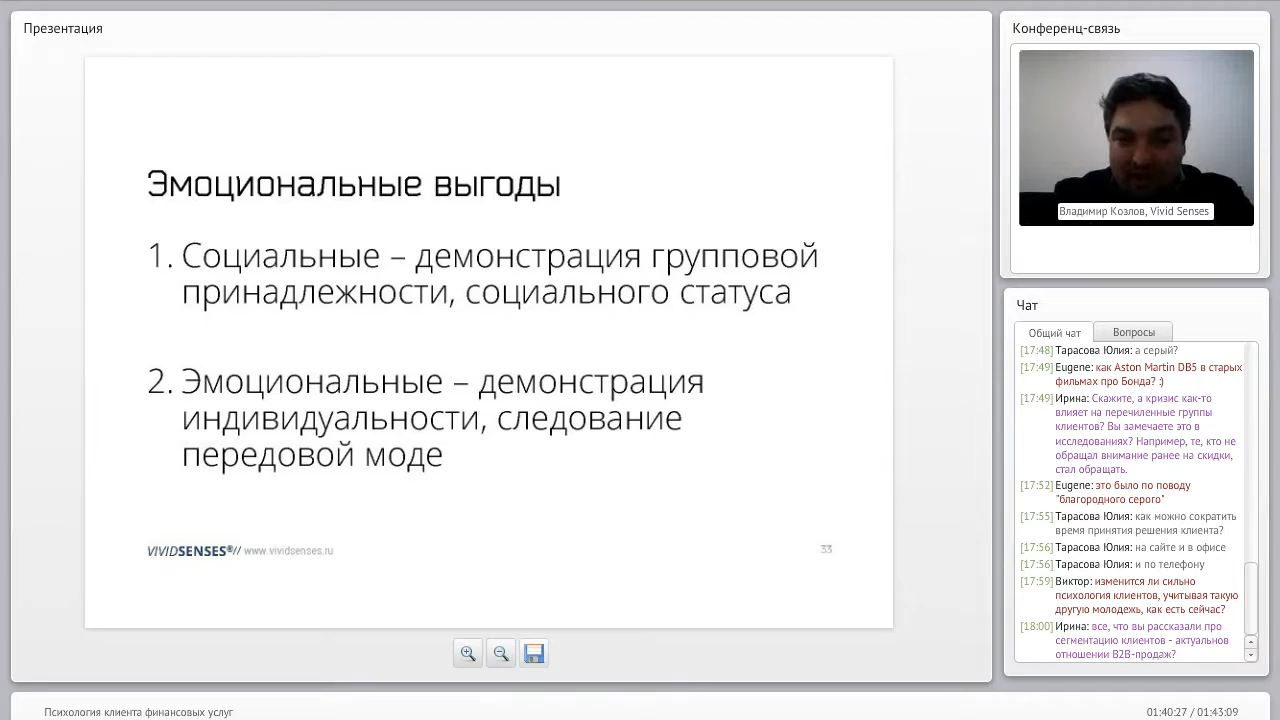 Презентация
Эмоциональные выгоды
1. Социальные – демонстрация групповой
принадлежности, социального статуса
2. Эмоциональные – демонстрация
индивидуальности, следование
передовой моде
VIVIDSENSES®// www.vividsenses.ru
33
Конференц-связь
Владимир Козлов, Vivid Senses
Чат
Общий чат
Вопросы
[17:48] Тарасова Юлия: а серый?
[17:49] Eugene: как Aston Martin DB5 в старых
фильмах про Бонда? :)
[17:49] Ирина: Скажите, а кризис как-то
влияет на перечиленные группы
клиентов? Вы замечаете это в
исследованиях? Например, те, кто не
обращал внимание ранее на скидки,
стал обращать.
[17:52] Eugene: это было по поводу
"благородного серого"
[17:55] Тарасова Юлия: как можно сократить
время принятия решения клиента?
[17:56] Тарасова Юлия: на сайте и в офисе
[17:56] Тарасова Юлия: и по телефону
[17:59] Виктор: изменится ли сильно
психология клиентов, учитывая такую
другую молодежь, как есть сейчас?
[18:00] Ирина: все, что вы рассказали про
сегментацию клиентов - актуальнов
отношении B2B-продаж?
Психология клиента финансовых услуг
01:40:27 / 01:43:09